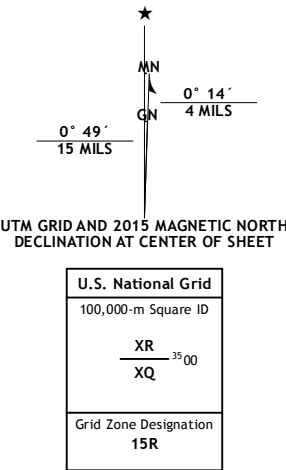 ★
MN
GN
0° 14´
4 MILS
0° 49´
15 MILS
UTM GRID AND 2015 MAGNETIC NORTH
DECLINATION AT CENTER OF SHEET
U.S. National Grid
100,000-m Square ID
XR
3500
XQ
Grid Zone Designation
15R